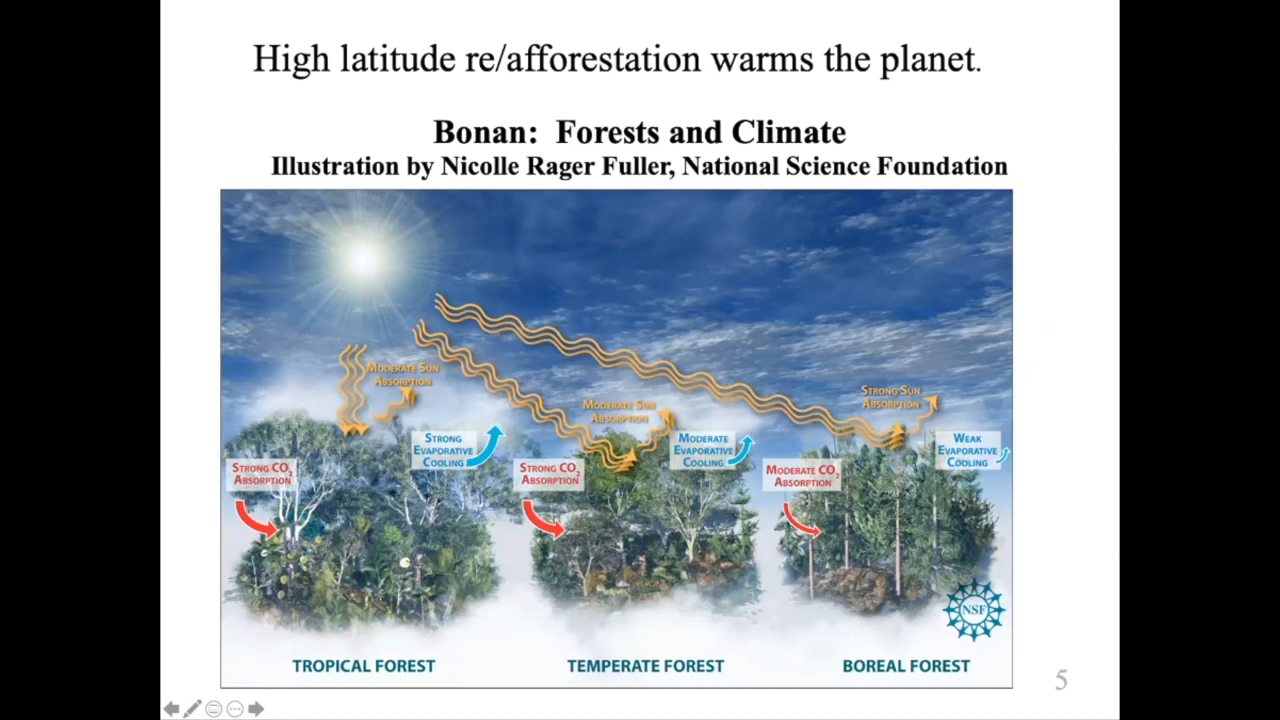 High latitude re/afforestation warms the planet.
Bonan:  Forests and Climate
Illustration by Nicolle Rager Fuller, National Science Foundation
MODERATE SUN
ABSORPTION
STRONG
EVAPORATIVE
COOLING
STRONG CO2
ABSORPTION
MODERATE SUN
ABSORPTION
MODERATE
EVAPORATIVE
COOLING
STRONG CO2
ABSORPTION
STRONG SUN
ABSORPTION
WEAK
EVAPORATIVE
COOLING
MODERATE CO2
ABSORPTION
NSF
TROPICAL FOREST
TEMPERATE FOREST
BOREAL FOREST
5